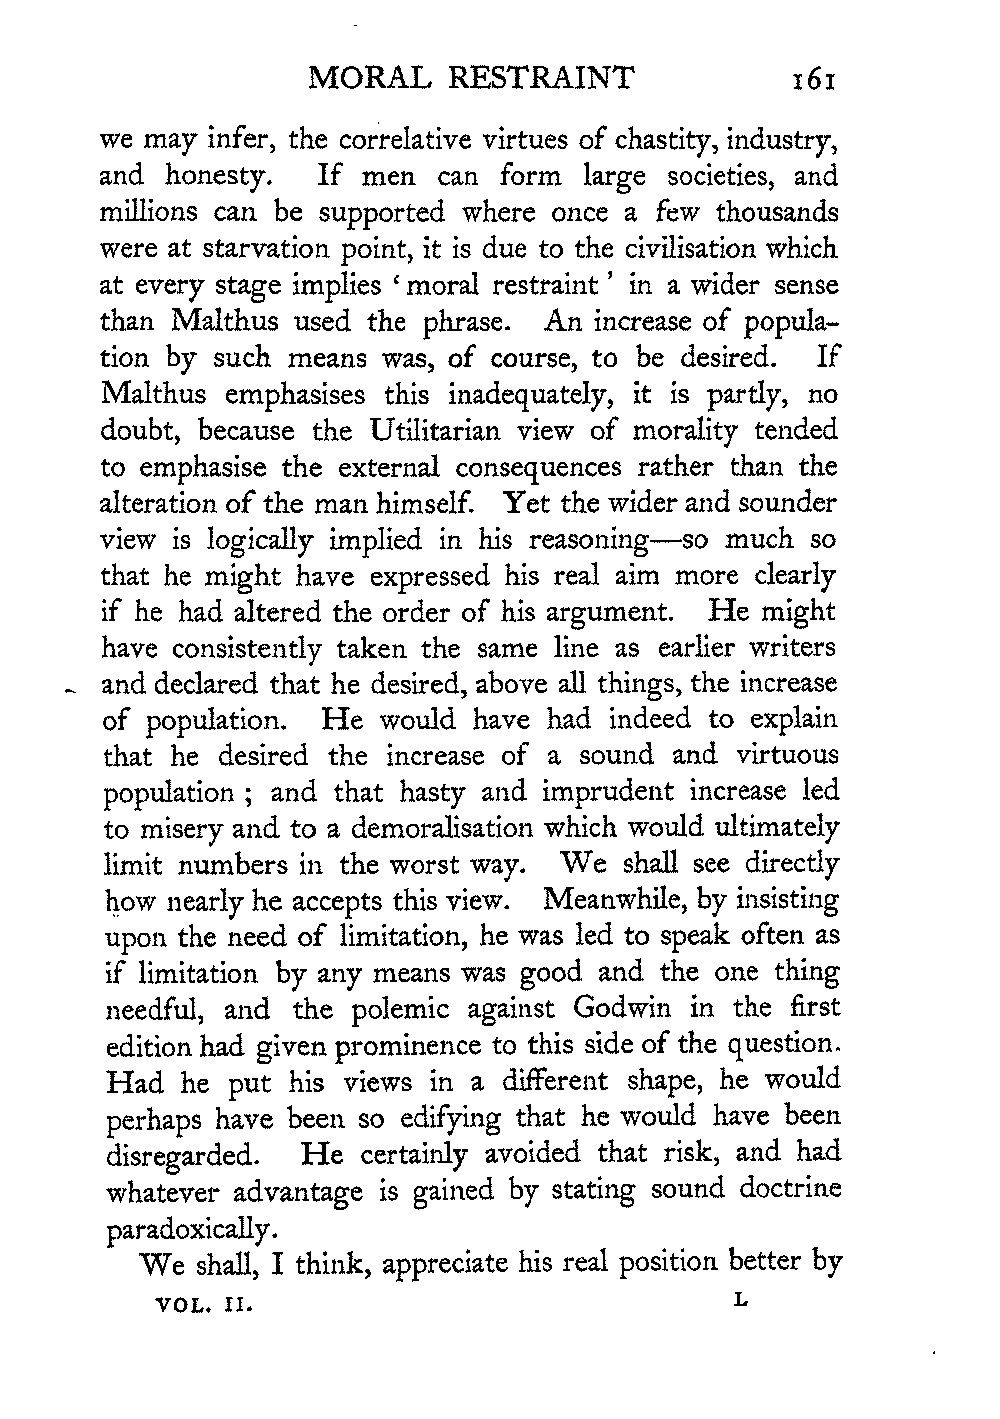 MORAL RESTRAINT 161
we may infer, the correlative virtues of chastity, industry,
and honesty. If men can form large societies, and
millions can be supported where once a few thousands
were at starvation point, it is due to the civilisation which
at every stage implies ‘ moral restraint ’ in a wider sense
than Malthus used the phrase. An increase of popula-
tion by such means was, of course, to be desired. If
Malthus emphasises this inadequately, it is partly, no
doubt, because the Utilitarian view of morality tended
to emphasise the external consequences rather than the
alteration of the man himself. Yet the wider and sounder
view is logically implied in his reasoning—so much so
that he might have expressed his real aim more clearly
if he had altered the order of his argument. He might
have consistently taken the same line as earlier writers
and declared that he desired, above all things, the increase
of population. He would have had indeed to explain
that he desired the increase of a sound and virtuous
population ; and that hasty and imprudent increase led
to misery and to a demoralisation which would ultimately
limit numbers in the worst way. We shall see directly
how nearly he accepts this view. Meanwhile, by insisting
upon the need of limitation, he was led to speak often as
if limitation by any means was good and the one thing
needful, and the polemic against Godwin in the first
edition had given prominence to this side of the question.
Had he put his views in a different shape, he would
perhaps have been so edifying that he would have been
disregarded. He certainly avoided that risk, and had
whatever advantage is gained by stating sound doctrine
paradoxically.
We shall, I think, appreciate his real position better by
VOL. II. L